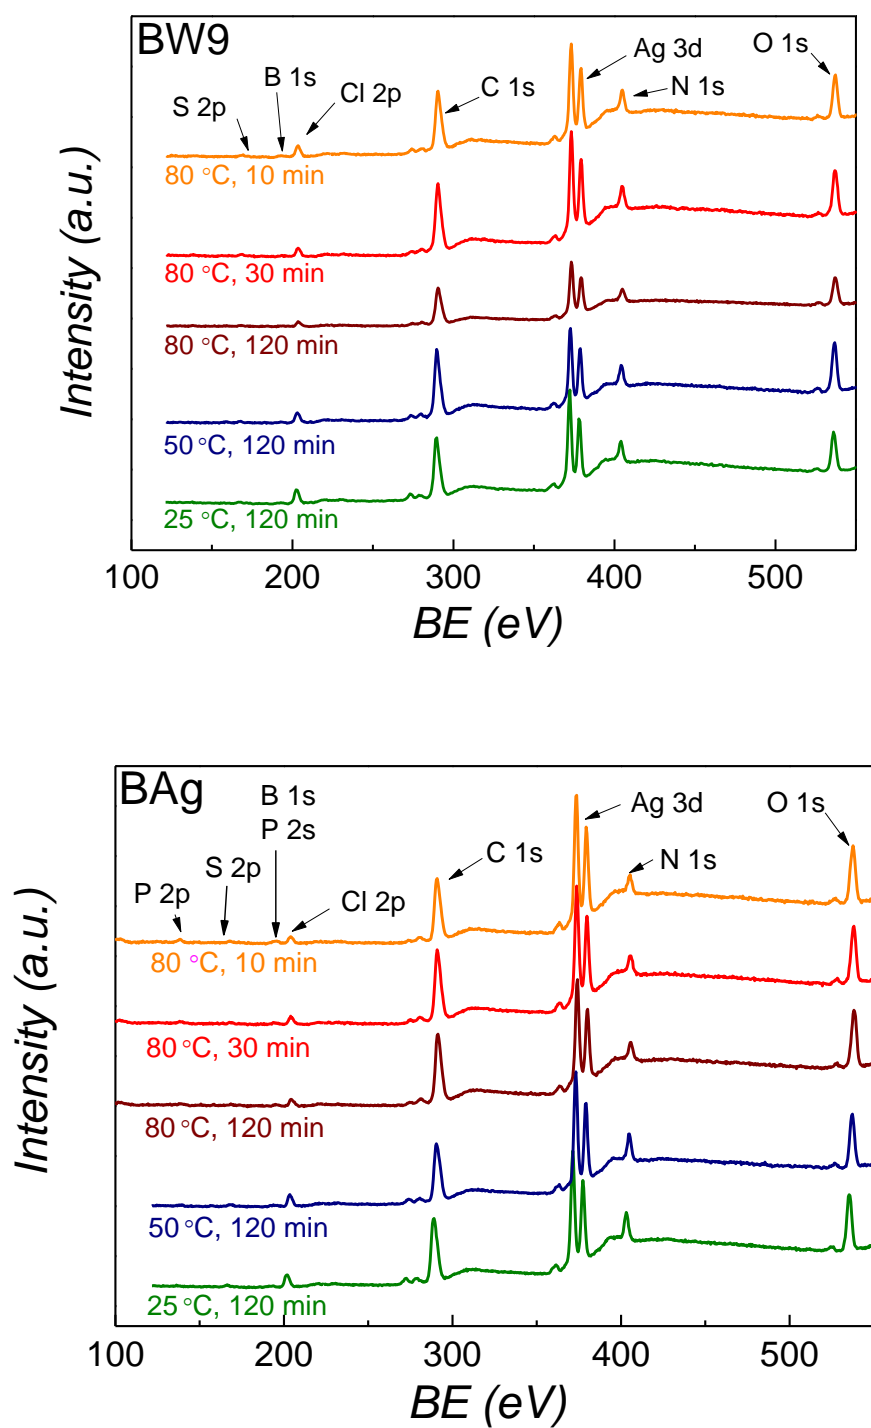 BW9
Ag 3d
O 1s
B 1s
C 1s
N 1s
S 2p
Cl 2p
80 °C, 10 min
80 °C, 30 min
80 °C, 120 min
50 °C, 120 min
25 °C, 120 min
Intensity (a.u.)
100 200 300 400 500
BE (eV)
BAg
B 1s
P 2s
Ag 3d
O 1s
C 1s
N 1s
S 2p
P 2p
Cl 2p
80 °C, 10 min
80 °C, 30 min
80 °C, 120 min
50 °C, 120 min
25 °C, 120 min
Intensity (a.u.)
100 200 300 400 500
BE (eV)